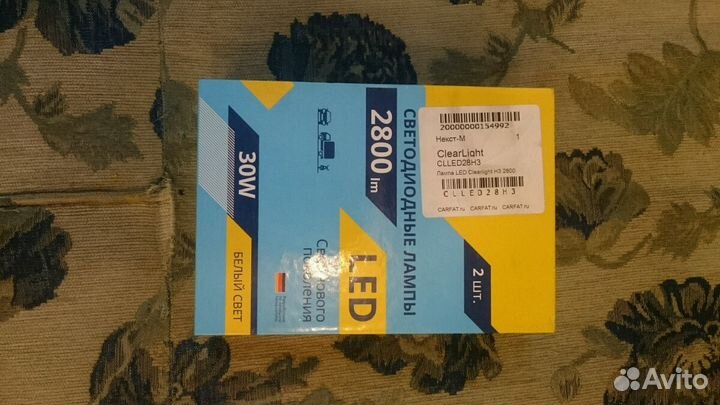 СВЕТОДИОДНЫЕ ЛАМПЫ
2800 lm
LED
30W
БЕЛЫЙ СВЕТ
2 шт.
20000000154992
Некст-М 1
ClearLight
CLLED28H3
Лампа LED Clearlight H3 2800
CLLED28H3
CARFAT.ru CARFAT.ru CARFAT.ru
Avito